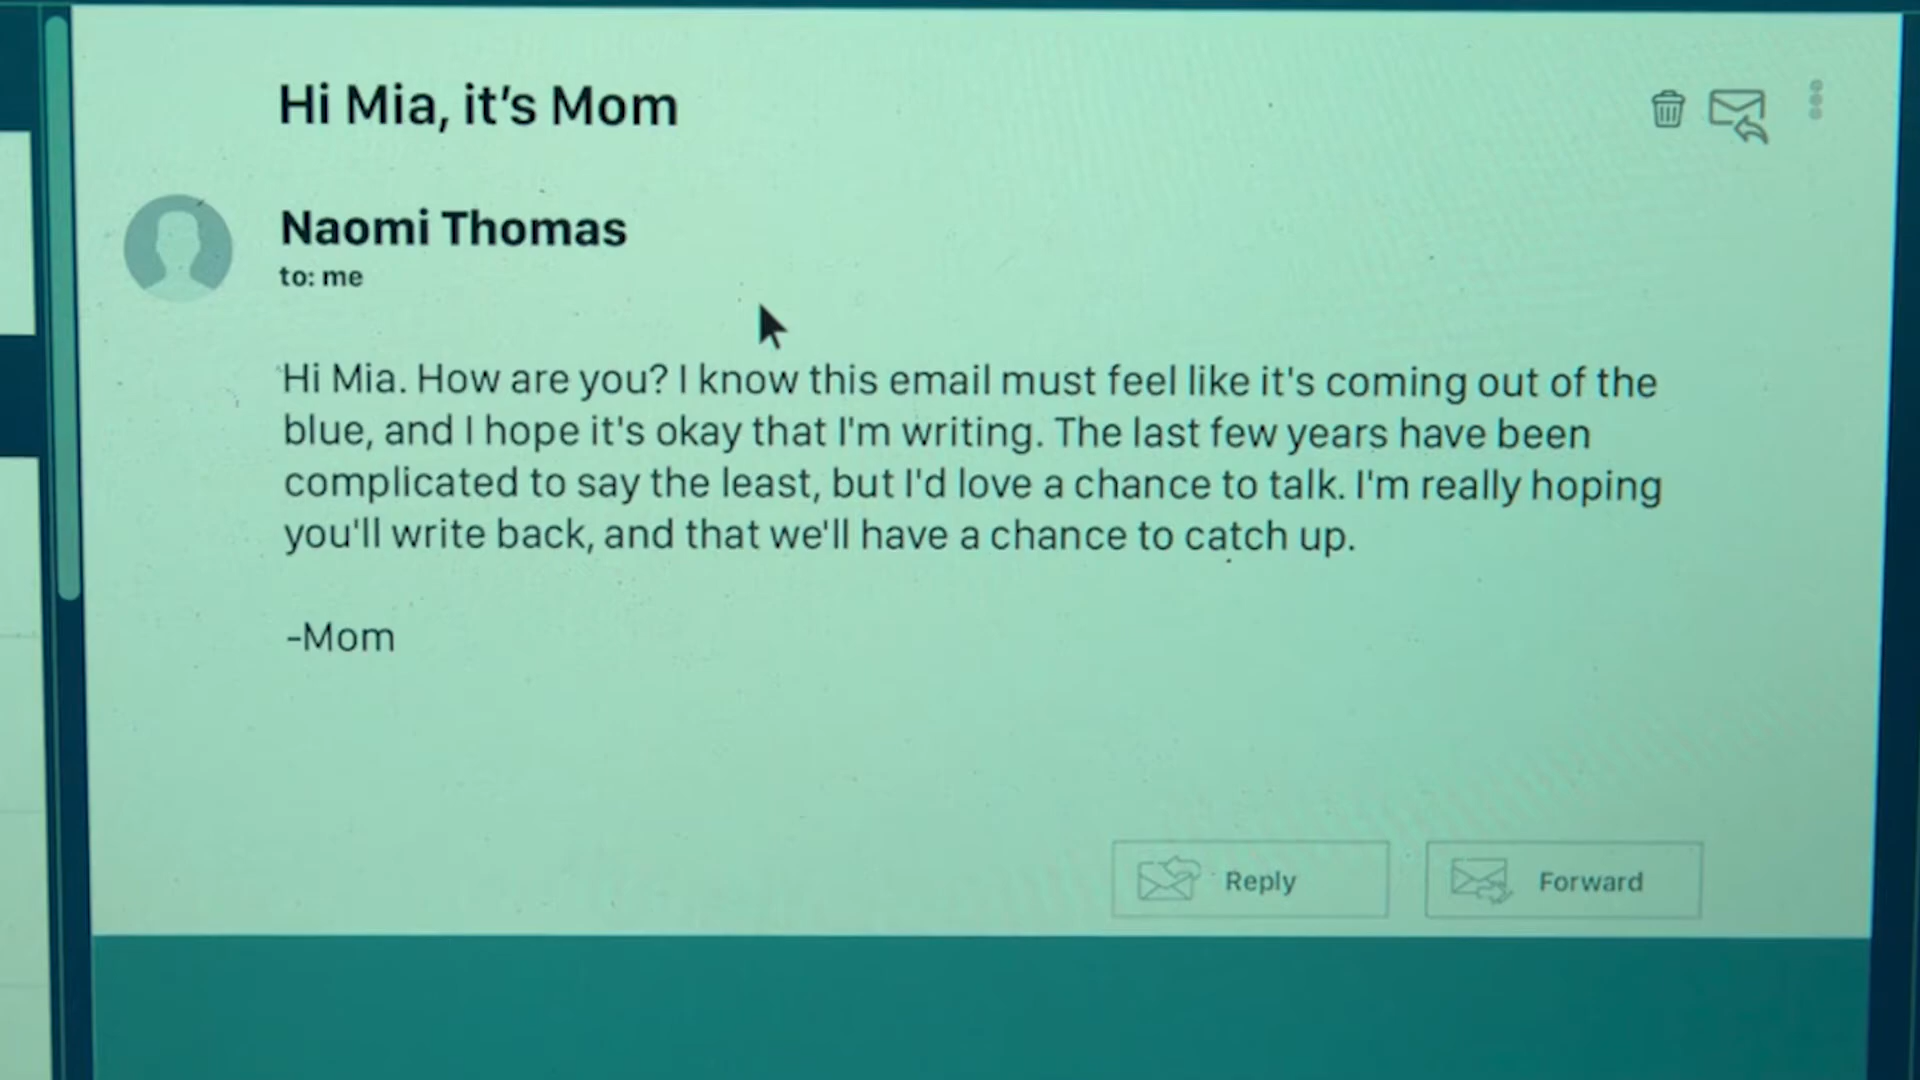 Hi Mia, it’s Mom
Naomi Thomas
to: me
Hi Mia. How are you? I know this email must feel like it's coming out of the
blue, and I hope it's okay that I'm writing. The last few years have been
complicated to say the least, but I'd love a chance to talk. I'm really hoping
you'll write back, and that we'll have a chance to catch up.
-Mom
Reply
Forward